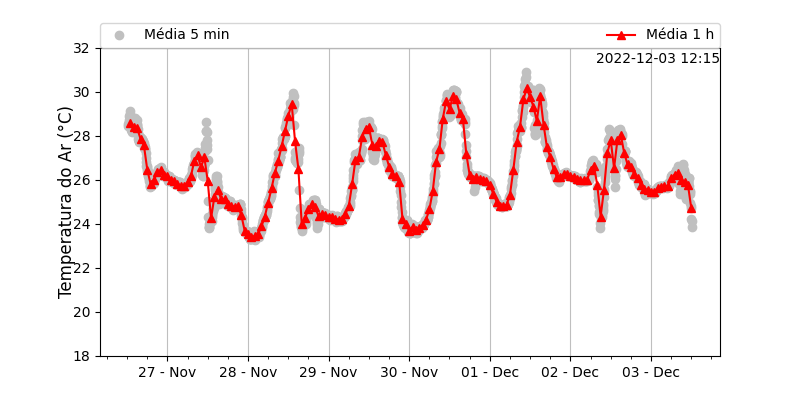 Média 5 min
Média 1 h
2022-12-03 12:15
Temperatura do Ar (°C)
32
30
28
26
24
22
20
18
27 - Nov
28 - Nov
29 - Nov
30 - Nov
01 - Dec
02 - Dec
03 - Dec